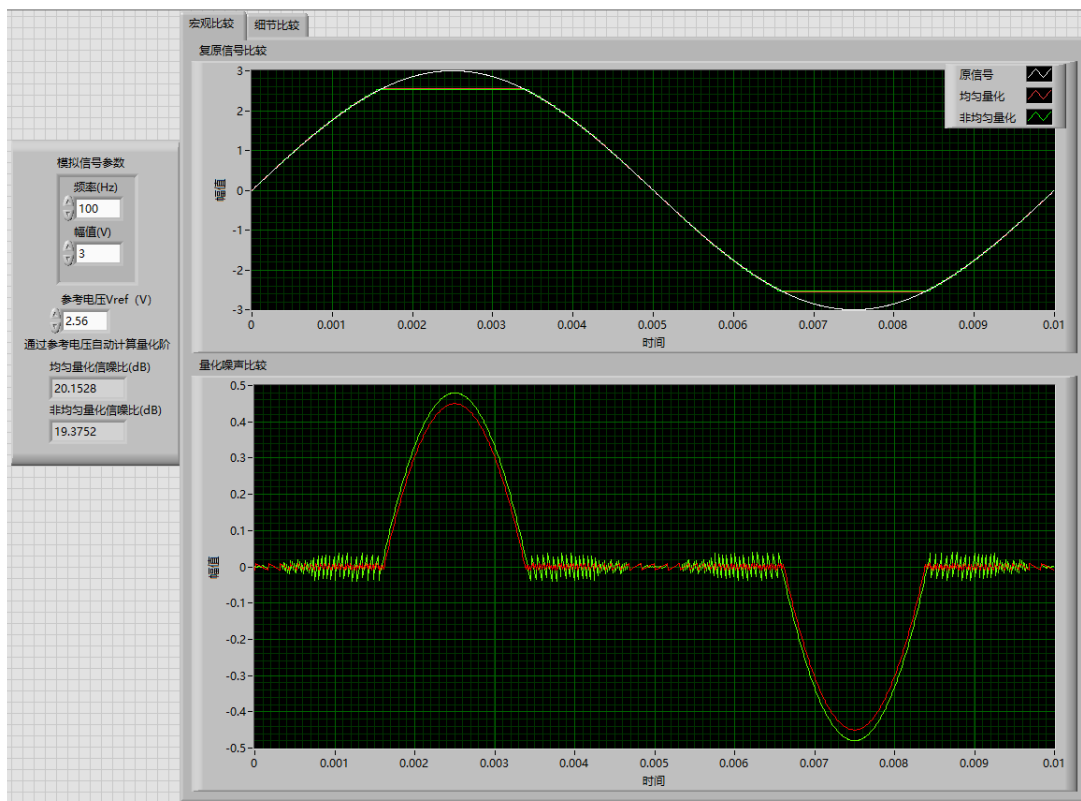 宏观比较 细节比较
复原信号比较
原信号
均匀量化
非均匀量化
幅值
3
2
1
0
-1
-2
-3
0 0.001 0.002 0.003 0.004 0.005 0.006 0.007 0.008 0.009 0.01
时间
模拟信号参数
频率(Hz)
100
幅值(V)
3
参考电压Vref（V）
2.56
通过参考电压自动计算量化阶
均匀量化信噪比(dB)
20.1528
非均匀量化信噪比(dB)
19.3752
量化噪声比较
幅值
0.5
0.4
0.3
0.2
0.1
0
-0.1
-0.2
-0.3
-0.4
-0.5
0 0.001 0.002 0.003 0.004 0.005 0.006 0.007 0.008 0.009 0.01
时间